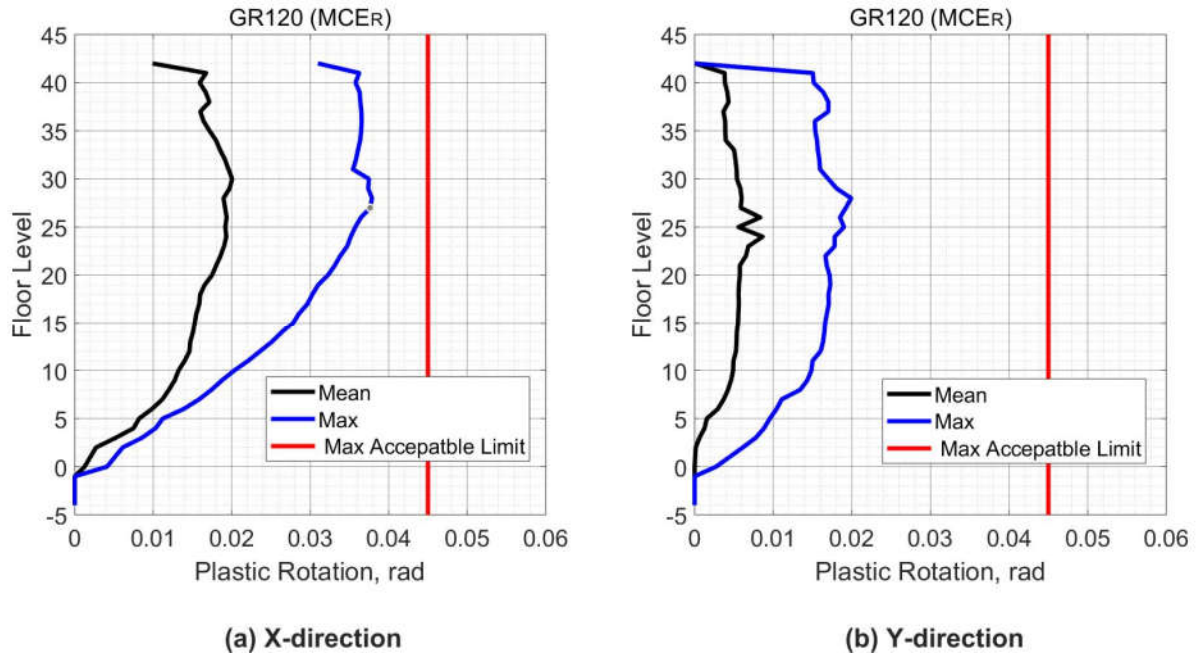 GR120 (MCER)
45
40
35
30
25
20
15
10
5
0
-5
Floor Level
Mean
Max
Max Accepatble Limit
0 0.01 0.02 0.03 0.04 0.05 0.06
Plastic Rotation, rad
(a) X-direction
GR120 (MCER)
45
40
35
30
25
20
15
10
5
0
-5
Floor Level
Mean
Max
Max Accepatble Limit
0 0.01 0.02 0.03 0.04 0.05 0.06
Plastic Rotation, rad
(b) Y-direction